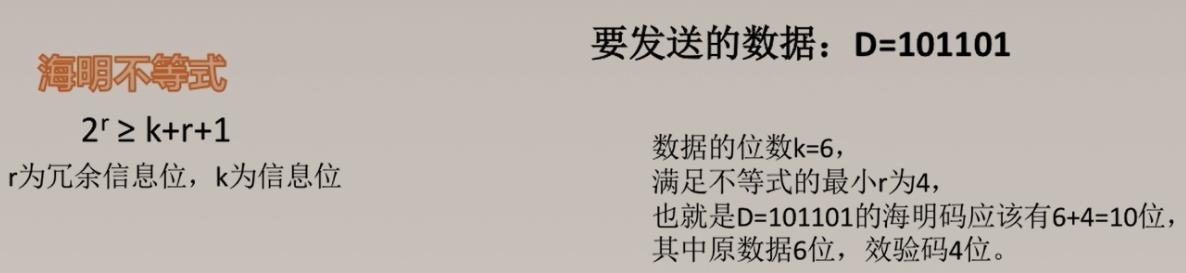 海明不等式
2ʳ ≥ k+r+1
r为冗余信息位，k为信息位
要发送的数据：D=101101
数据的位数k=6，
满足不等式的最小r为4，
也就是D=101101的海明码应该有6+4=10位，
其中原数据6位，效验码4位。